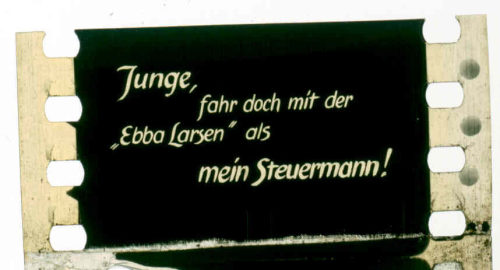 Junge,
fahr doch mit der
„Ebba Larsen" als
mein Steuermann!